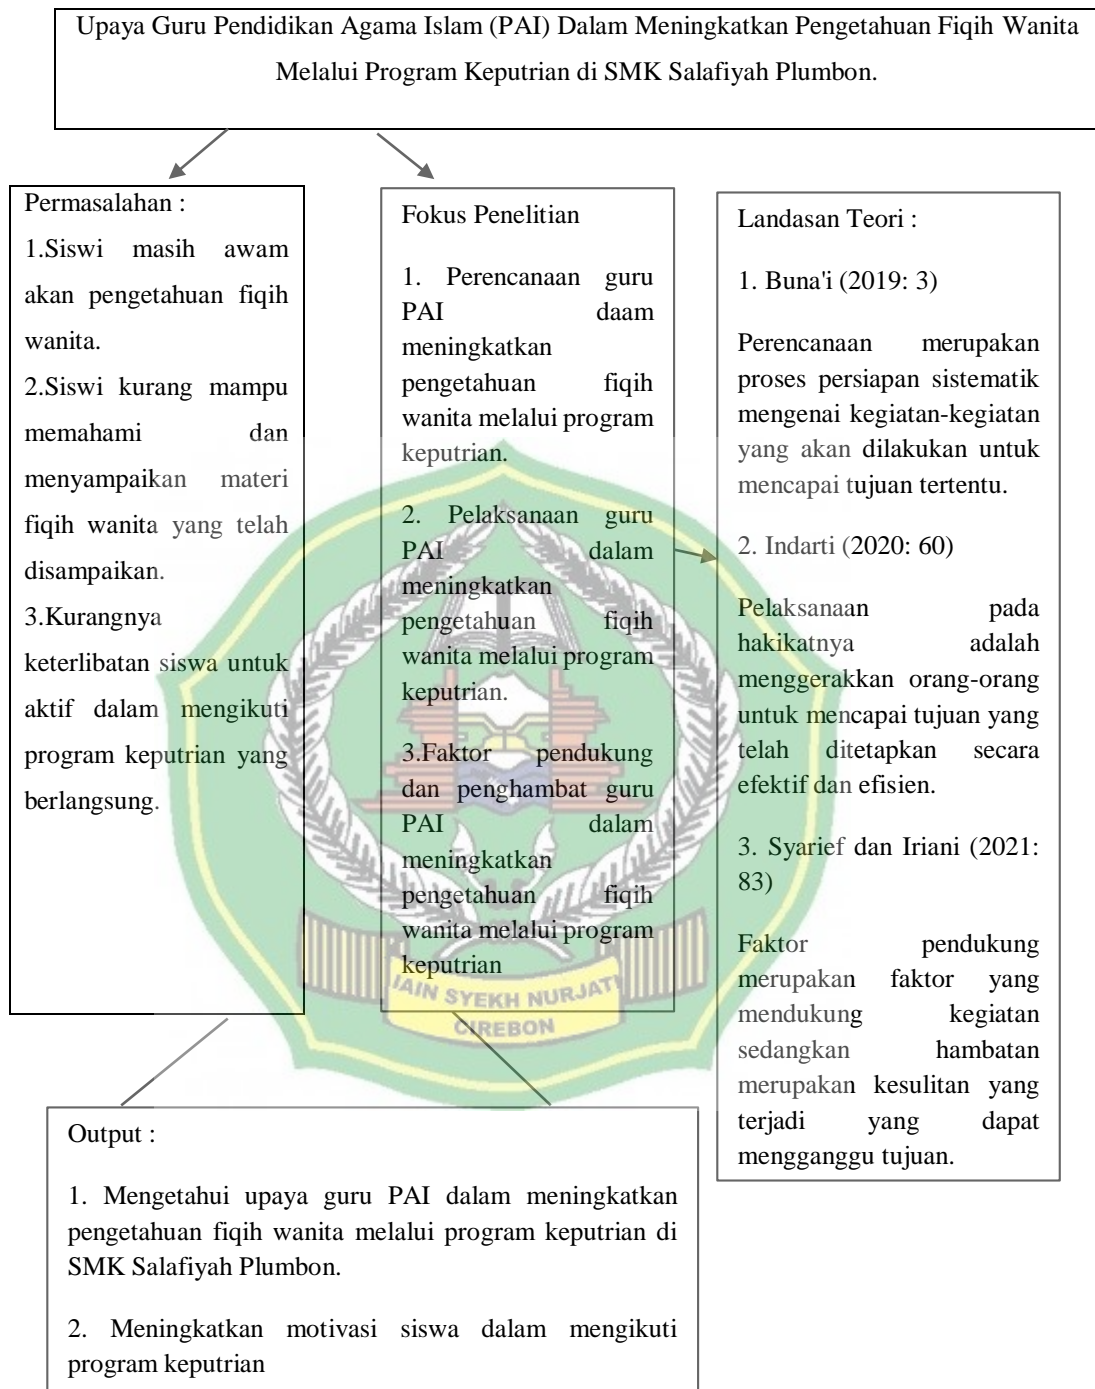 Upaya Guru Pendidikan Agama Islam (PAI) Dalam Meningkatkan Pengetahuan Fiqih Wanita
Melalui Program Keputrian di SMK Salafiyah Plumbon.
Permasalahan :
1.Siswi masih awam
akan pengetahuan fiqih
wanita.
2.Siswi kurang mampu
memahami dan
menyampaikan materi
fiqih wanita yang telah
disampaikan.
3.Kurangnya
keterlibatan siswa untuk
aktif dalam mengikuti
program keputrian yang
berlangsung.
Fokus Penelitian
1. Perencanaan guru
PAI daam
meningkatkan
pengetahuan fiqih
wanita melalui program
keputrian.
2. Pelaksanaan guru
PAI dalam
meningkatkan
pengetahuan fiqih
wanita melalui program
keputrian.
3.Faktor pendukung
dan penghambat guru
PAI dalam
meningkatkan
pengetahuan fiqih
wanita melalui program
keputrian
Landasan Teori :
1. Buna'i (2019: 3)
Perencanaan merupakan
proses persiapan sistematik
mengenai kegiatan-kegiatan
yang akan dilakukan untuk
mencapai tujuan tertentu.
2. Indarti (2020: 60)
Pelaksanaan pada
hakikatnya adalah
menggerakkan orang-orang
untuk mencapai tujuan yang
telah ditetapkan secara
efektif dan efisien.
3. Syarief dan Iriani (2021:
83)
Faktor pendukung
merupakan faktor yang
mendukung kegiatan
sedangkan hambatan
merupakan kesulitan yang
terjadi yang dapat
mengganggu tujuan.
IAIN SYEKH NURJATI
CIREBON
Output :
1. Mengetahui upaya guru PAI dalam meningkatkan
pengetahuan fiqih wanita melalui program keputrian di
SMK Salafiyah Plumbon.
2. Meningkatkan motivasi siswa dalam mengikuti
program keputrian